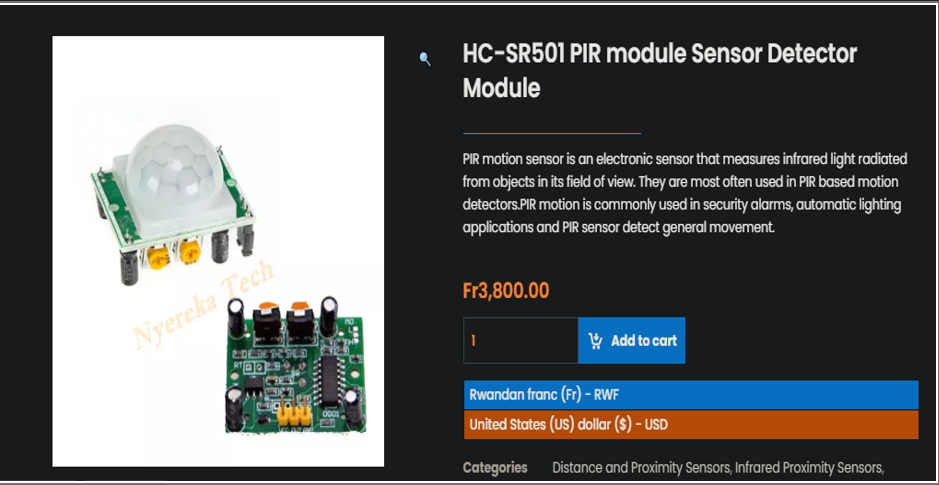 HC-SR501 PIR module Sensor Detector
Module
PIR motion sensor is an electronic sensor that measures infrared light radiated
from objects in its field of view. They are most often used in PIR based motion
detectors.PIR motion is commonly used in security alarms, automatic lighting
applications and PIR sensor detect general movement.
Fr3,800.00
1
Add to cart
Rwandan franc (Fr) - RWF
United States (US) dollar ($) - USD
Categories Distance and Proximity Sensors, Infrared Proximity Sensors,
Nyereka Tech